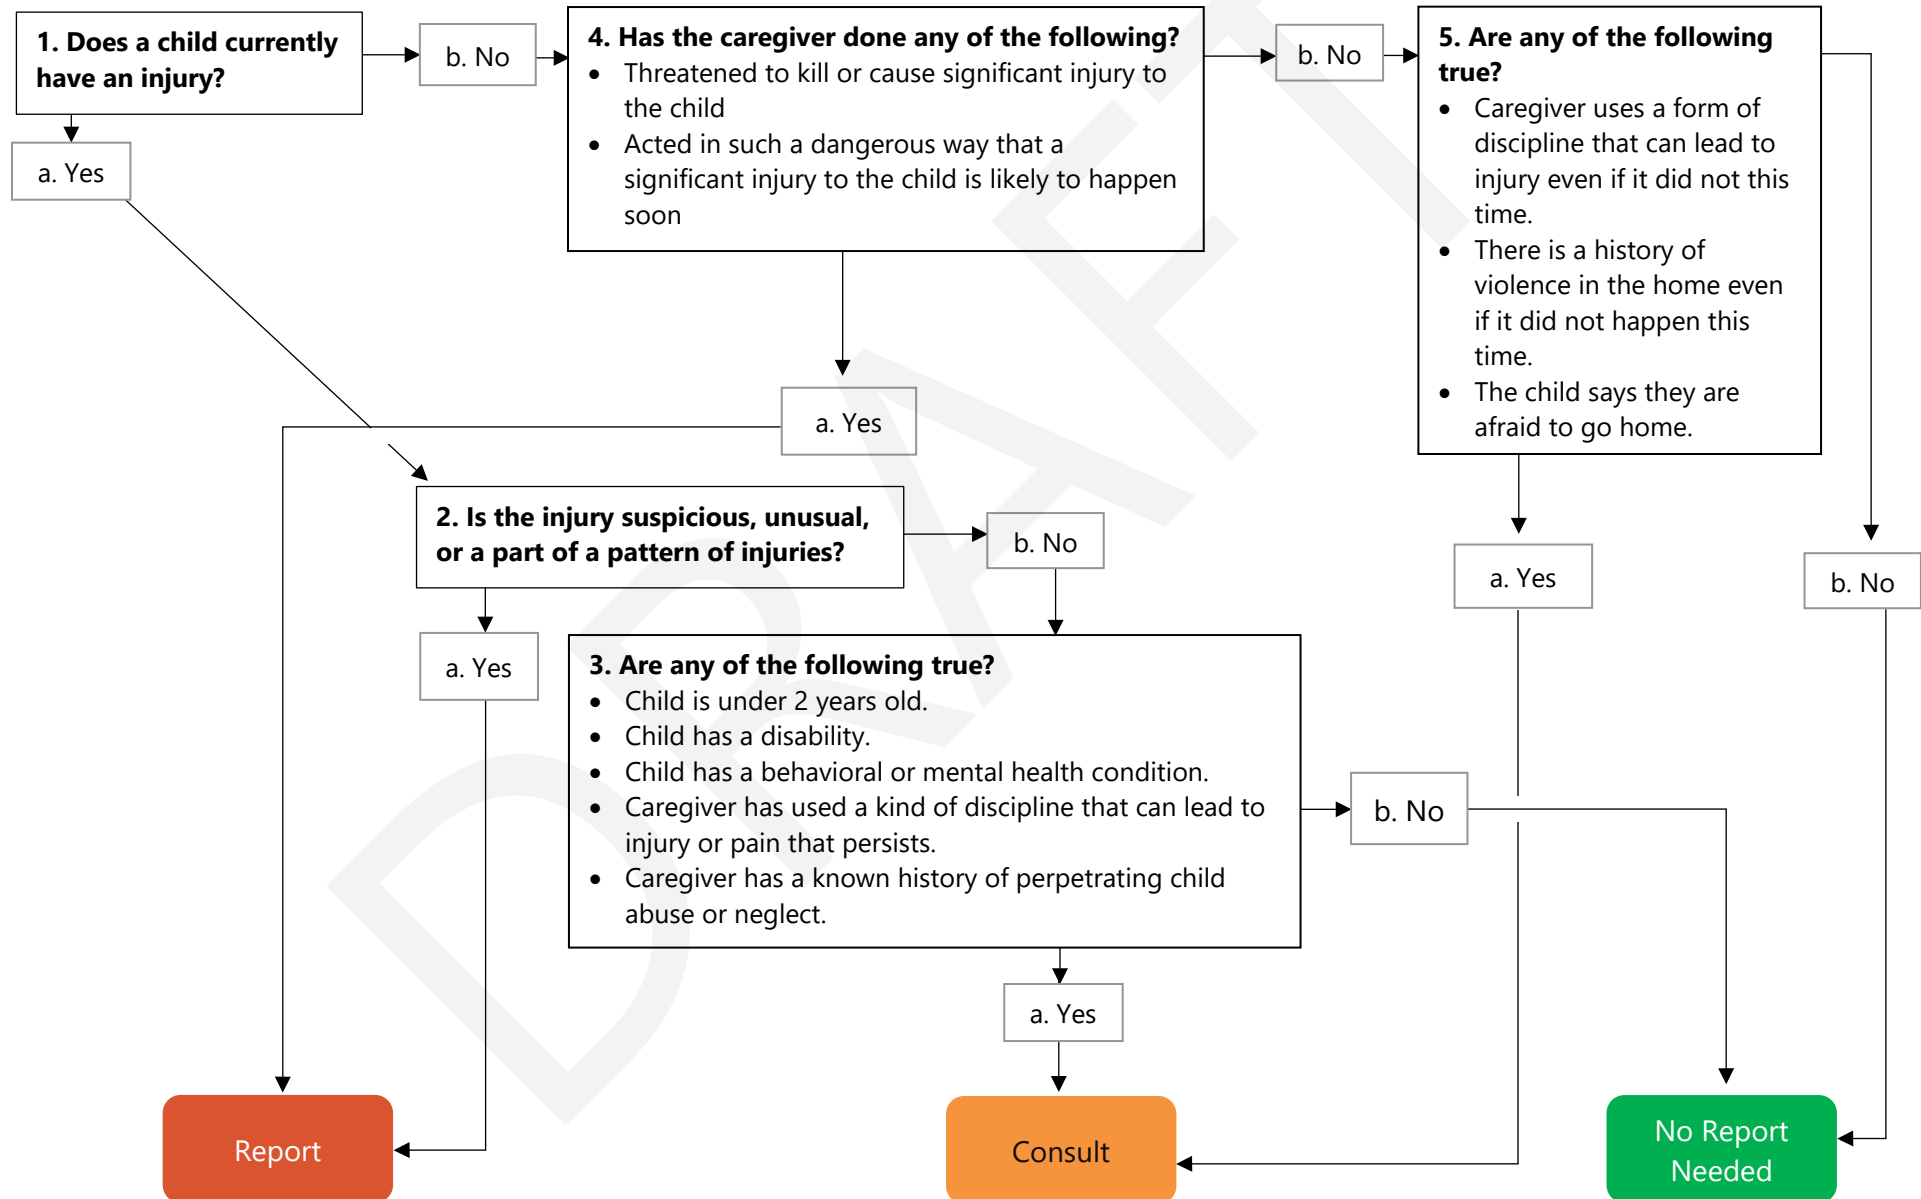 1. Does a child currently
have an injury?
b. No
a. Yes
4. Has the caregiver done any of the following?
• Threatened to kill or cause significant injury to
the child
• Acted in such a dangerous way that a
significant injury to the child is likely to happen
soon
b. No
a. Yes
5. Are any of the following
true?
• Caregiver uses a form of
discipline that can lead to
injury even if it did not this
time.
• There is a history of
violence in the home even
if it did not happen this
time.
• The child says they are
afraid to go home.
a. Yes
b. No
2. Is the injury suspicious, unusual,
or a part of a pattern of injuries?
b. No
a. Yes
3. Are any of the following true?
• Child is under 2 years old.
• Child has a disability.
• Child has a behavioral or mental health condition.
• Caregiver has used a kind of discipline that can lead to
injury or pain that persists.
• Caregiver has a known history of perpetrating child
abuse or neglect.
b. No
a. Yes
Report
Consult
No Report
Needed
DRAFT